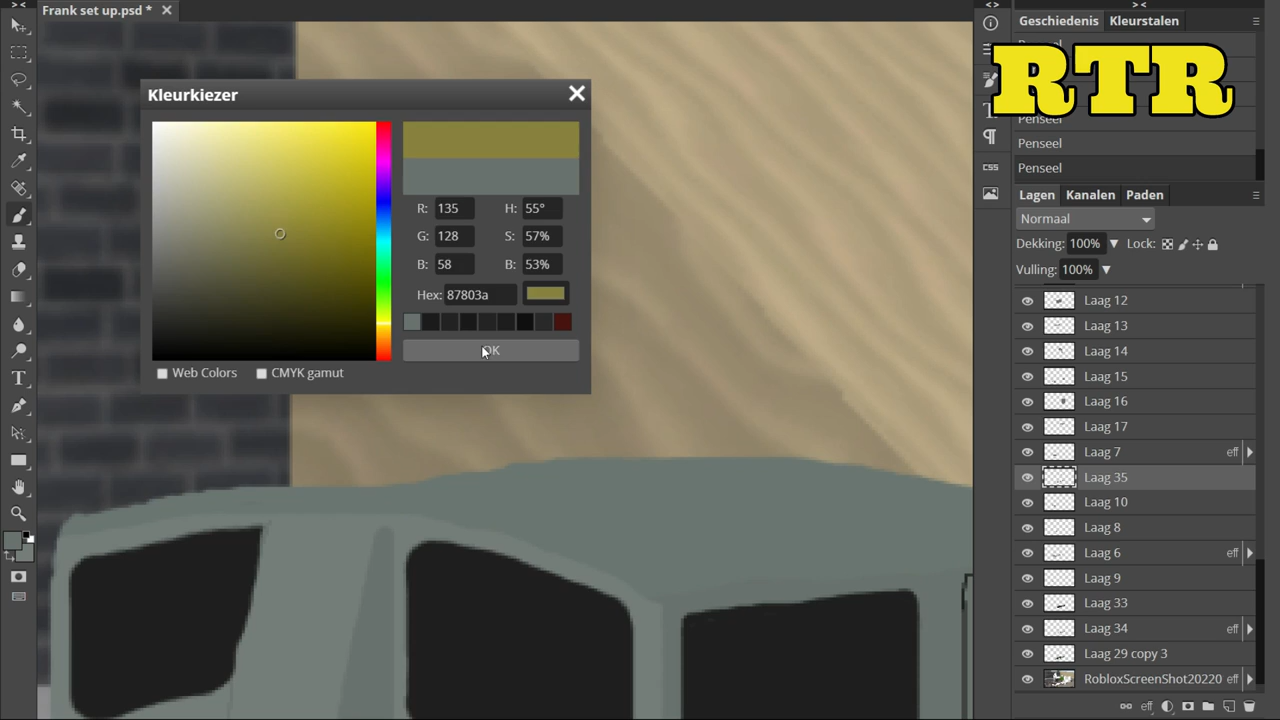 Frank set up.psd *
Geschiedenis
Kleurstalen
RTR
Penseel
Penseel
Penseel
Kleurkiezer
R: 135
H: 55°
G: 128
S: 57%
B: 58
B: 53%
Hex: 87803a
OK
Web Colors
CMYK gamut
CSS
Lagen
Kanalen
Paden
Normaal
Dekking: 100%
Lock:
Vulling: 100%
Laag 12
Laag 13
Laag 14
Laag 15
Laag 16
Laag 17
Laag 7 eff
Laag 35
Laag 10
Laag 8
Laag 6 eff
Laag 9
Laag 33
Laag 34 eff
Laag 29 copy 3
RobloxScreenShot20220 eff
eff